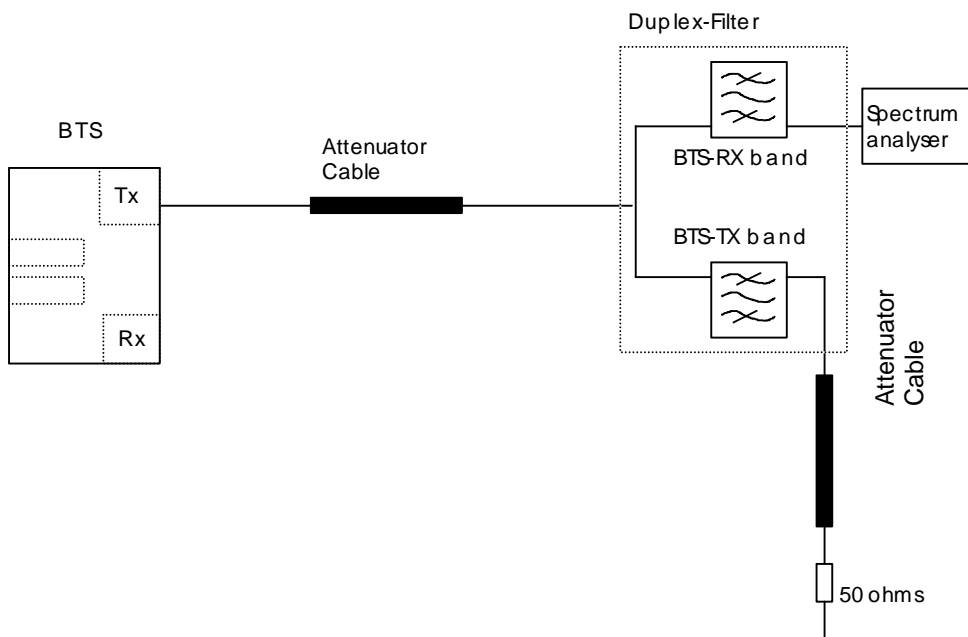 Duplex-Filter
BTS
Tx
Rx
Attenuator
Cable
BTS-RX band
Spectrum
analyser
BTS-TX band
Attenuator
Cable
50 ohms